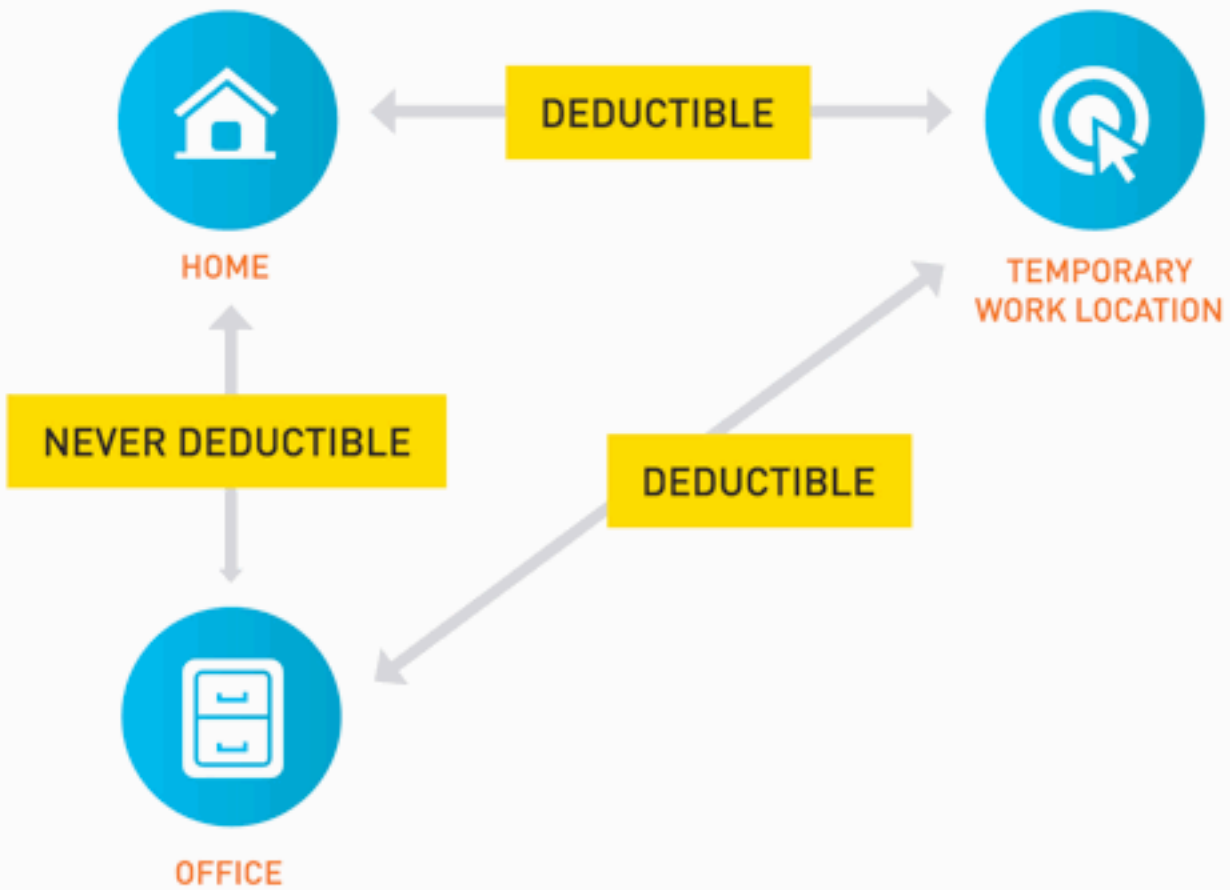 DEDUCTIBLE
HOME
TEMPORARY
WORK LOCATION
NEVER DEDUCTIBLE
DEDUCTIBLE
OFFICE